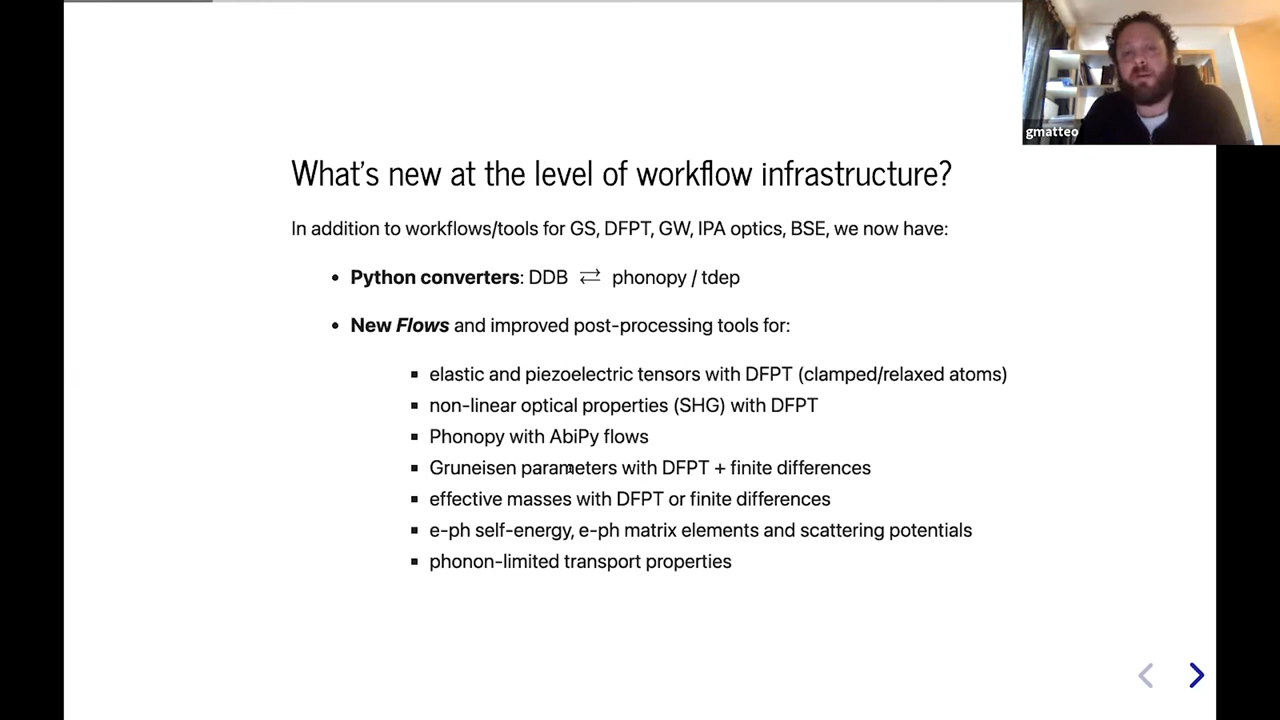 gmatteo
What's new at the level of workflow infrastructure?
In addition to workflows/tools for GS, DFPT, GW, IPA optics, BSE, we now have:
• Python converters: DDB ⇄ phonopy / tdep
• New Flows and improved post-processing tools for:
▪ elastic and piezoelectric tensors with DFPT (clamped/relaxed atoms)
▪ non-linear optical properties (SHG) with DFPT
▪ Phonopy with AbiPy flows
▪ Gruneisen parameters with DFPT + finite differences
▪ effective masses with DFPT or finite differences
▪ e-ph self-energy, e-ph matrix elements and scattering potentials
▪ phonon-limited transport properties